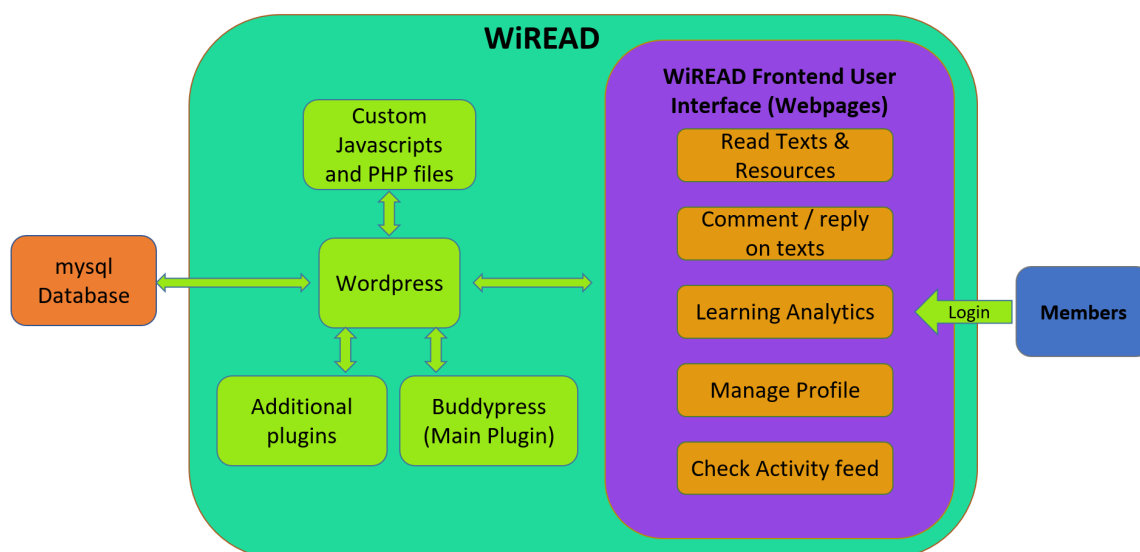 WiREAD
WiREAD Frontend User
Interface (Webpages)
Custom
Javascripts
and PHP files
Read Texts &
Resources
Comment / reply
on texts
mysql
Database
Wordpress
Learning Analytics
Login
Members
Additional
plugins
Buddypress
(Main Plugin)
Manage Profile
Check Activity feed